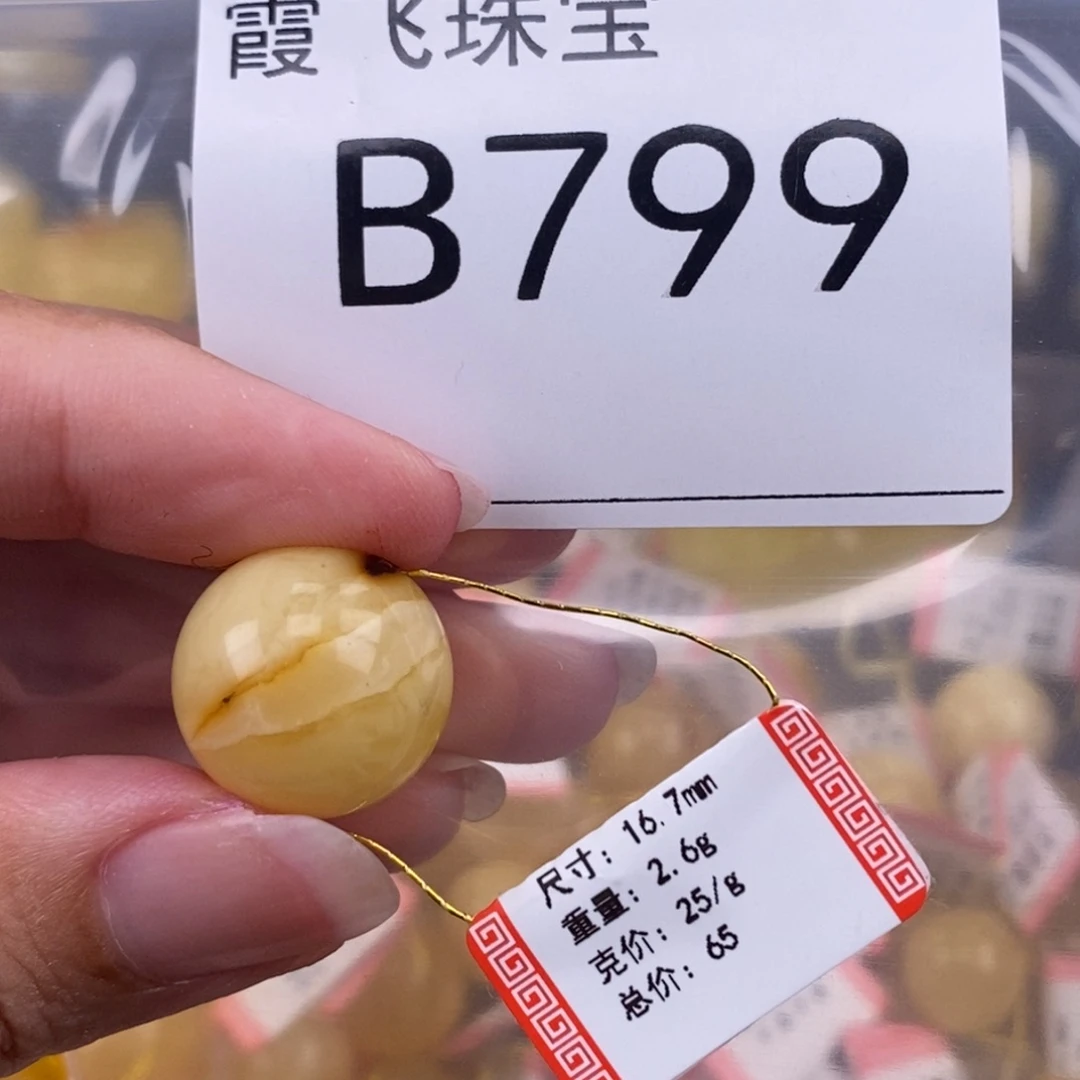 霞飞珠宝
B799
尺寸：16.7mm
重量：2.6g
克价：25/g
总价：65